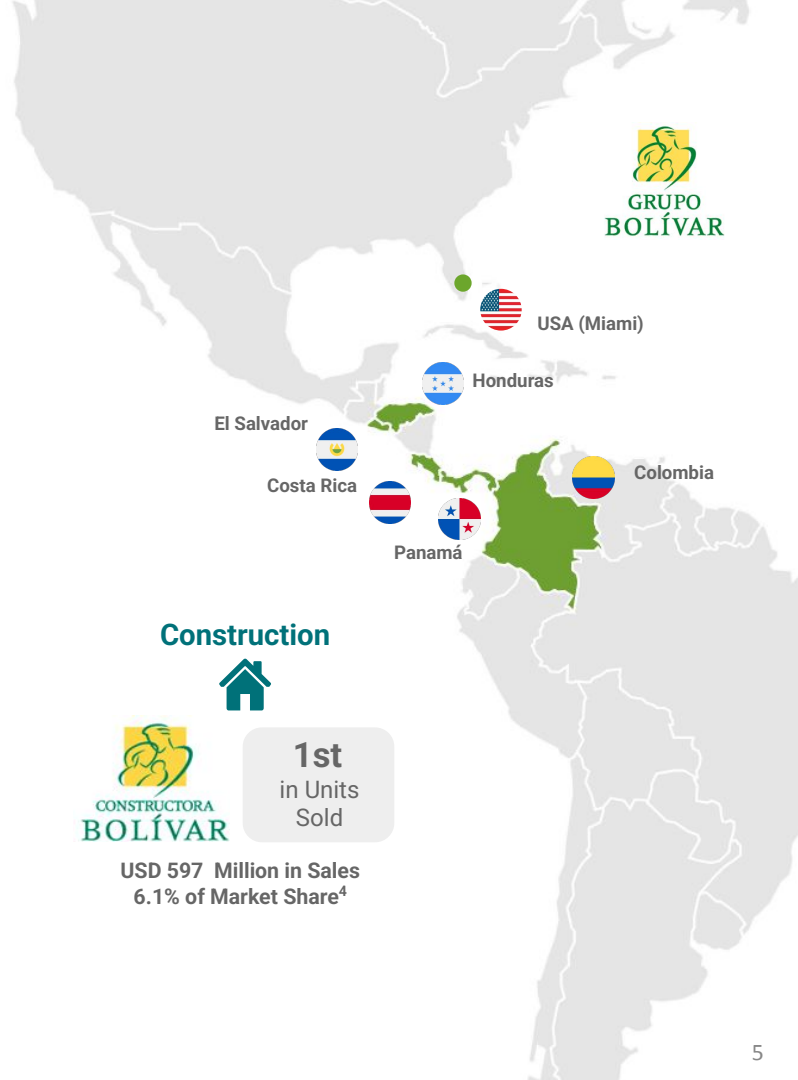 GRUPO
BOLÍVAR
USA (Miami)
Honduras
El Salvador
Colombia
Costa Rica
Panamá
Construction
CONSTRUCTORA
BOLÍVAR
1st
in Units
Sold
USD 597 Million in Sales
6.1% of Market Share⁴
5